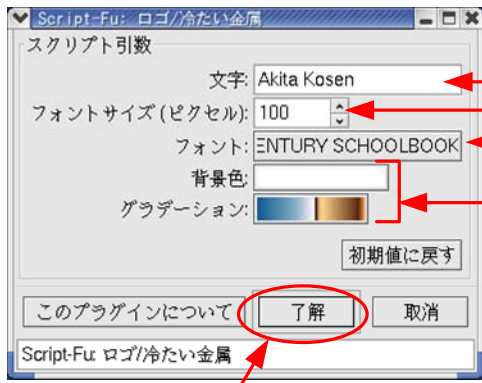 Script-Fu: ロゴ//冷たい金属
スクリプト引数
文字: Akita Kosen
フォントサイズ(ピクセル): 100
フォント: ENTURY SCHOOLBOOK
背景色:
グラデーション:
初期値に戻す
このプラグインについて 了解 取消
Script-Fu: ロゴ//冷たい金属